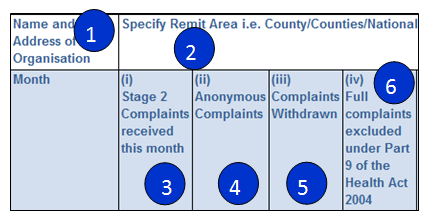 Name and
Address of
Organisation
1
Specify Remit Area i.e. County/Counties/National
2
Month
(i)
Stage 2
Complaints
received
this month
3
(ii)
Anonymous
Complaints
4
(iii)
Complaints
Withdrawn
5
(iv)
Full
complaints
excluded
under Part
9 of the
Health Act
2004
6